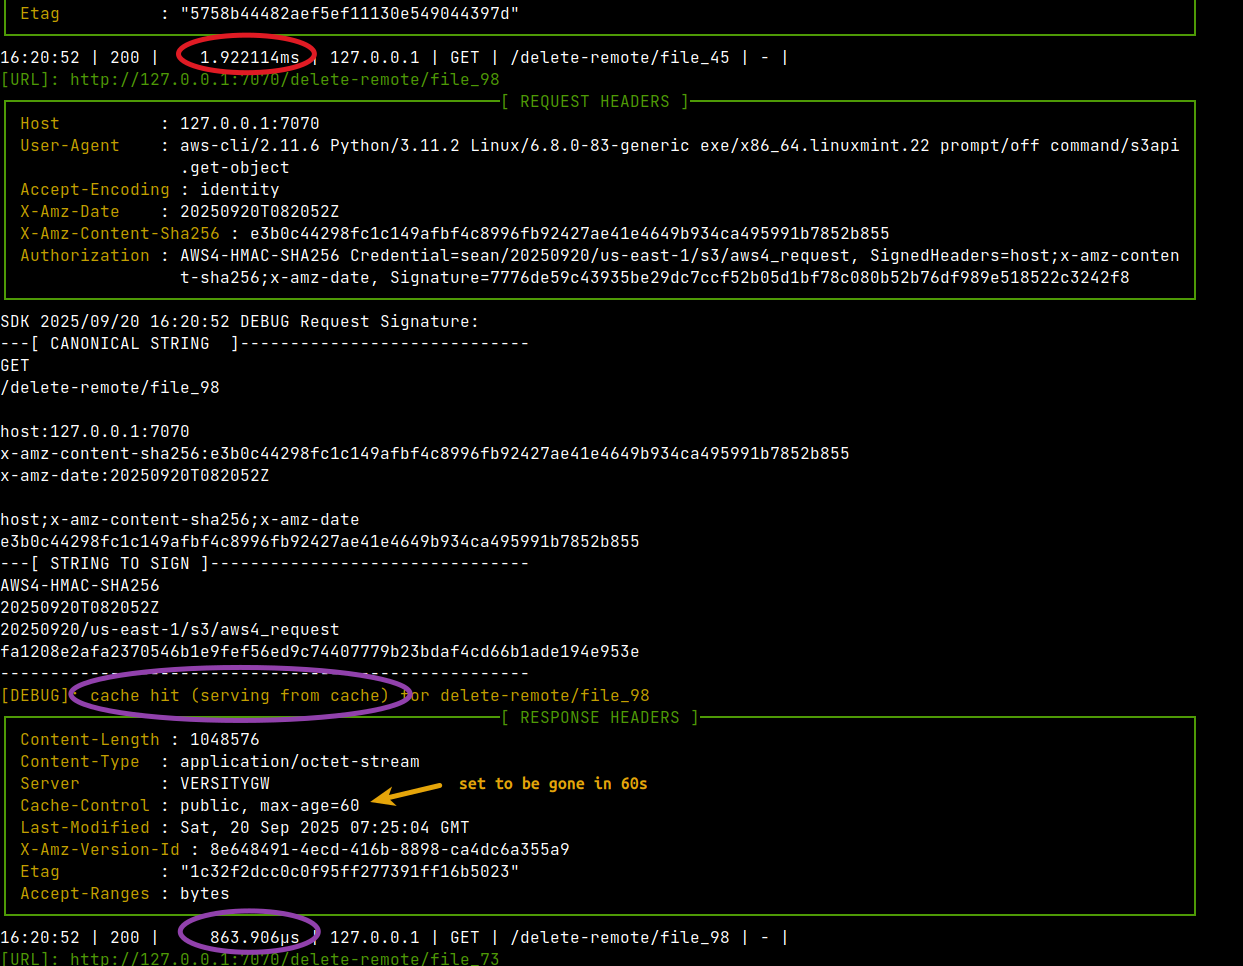 Etag          : "5758b44482aef5ef11130e549044397d"
16:20:52 | 200 |    1.922114ms | 127.0.0.1 | GET | /delete-remote/file_45 | - |
[URL]: http://127.0.0.1:7070/delete-remote/file_98
[ REQUEST HEADERS ]
Host          : 127.0.0.1:7070
User-Agent    : aws-cli/2.11.6 Python/3.11.2 Linux/6.8.0-83-generic exe/x86_64.linuxmint.22 prompt/off command/s3api
.get-object
Accept-Encoding : identity
X-Amz-Date    : 20250920T082052Z
X-Amz-Content-Sha256 : e3b0c44298fc1c149afbf4c8996fb92427ae41e4649b934ca495991b7852b855
Authorization : AWS4-HMAC-SHA256 Credential=sean/20250920/us-east-1/s3/aws4_request, SignedHeaders=host;x-amz-conten
t-sha256;x-amz-date, Signature=7776de59c43935be29dc7ccf52b05d1bf78c080b52b76df989e518522c3242f8
SDK 2025/09/20 16:20:52 DEBUG Request Signature:
---[ CANONICAL STRING  ]-----------------------------
GET
/delete-remote/file_98
host:127.0.0.1:7070
x-amz-content-sha256:e3b0c44298fc1c149afbf4c8996fb92427ae41e4649b934ca495991b7852b855
x-amz-date:20250920T082052Z
host;x-amz-content-sha256;x-amz-date
e3b0c44298fc1c149afbf4c8996fb92427ae41e4649b934ca495991b7852b855
---[ STRING TO SIGN ]--------------------------------
AWS4-HMAC-SHA256
20250920T082052Z
20250920/us-east-1/s3/aws4_request
fa1208e2afa2370546b1e9fef56ed9c74407779b23bdaf4cd66b1ade194e953e
-----------------------------------------------------
[DEBUG]: cache hit (serving from cache) for delete-remote/file_98
[ RESPONSE HEADERS ]
Content-Length : 1048576
Content-Type  : application/octet-stream
Server        : VERSITYGW
set to be gone in 60s
Cache-Control : public, max-age=60
Last-Modified : Sat, 20 Sep 2025 07:25:04 GMT
X-Amz-Version-Id : 8e648491-4ecd-416b-8898-ca4dc6a355a9
Etag          : "1c32f2dcc0c0f95ff277391ff16b5023"
Accept-Ranges : bytes
16:20:52 | 200 |     863.906µs | 127.0.0.1 | GET | /delete-remote/file_98 | - |
[URL]: http://127.0.0.1:7070/delete-remote/file_73